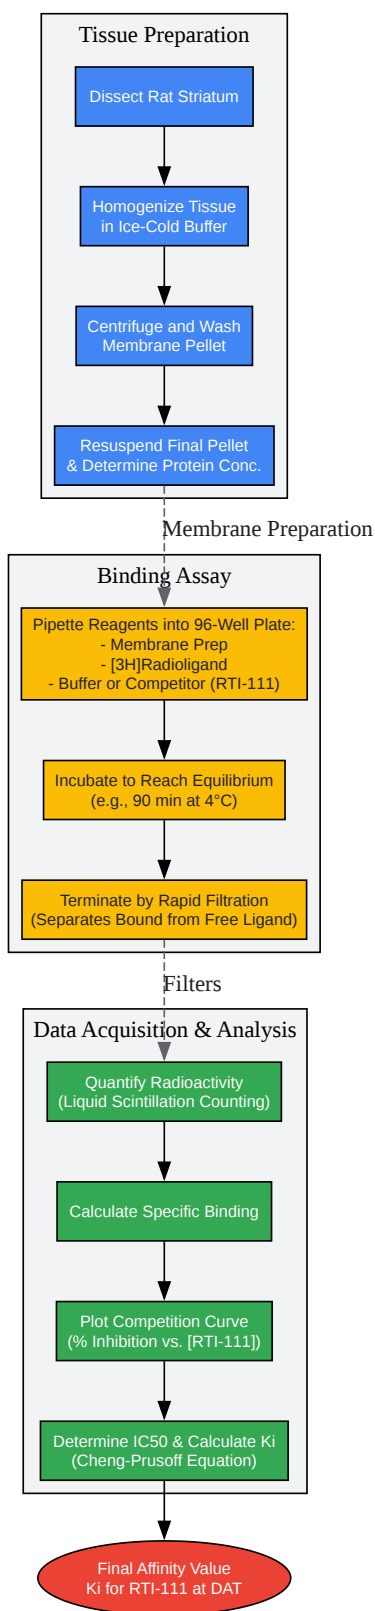 Tissue Preparation
Dissect Rat Striatum
Homogenize Tissue
in Ice-Cold Buffer
Centrifuge and Wash
Membrane Pellet
Resuspend Final Pellet
& Determine Protein Conc.
Membrane Preparation
Binding Assay
Pipette Reagents into 96-Well Plate:
- Membrane Prep
- [3H]Radioligand
- Buffer or Competitor (RTI-111)
Incubate to Reach Equilibrium
(e.g., 90 min at 4°C)
Terminate by Rapid Filtration
(Separates Bound from Free Ligand)
Filters
Data Acquisition & Analysis
Quantify Radioactivity
(Liquid Scintillation Counting)
Calculate Specific Binding
Plot Competition Curve
(% Inhibition vs. [RTI-111])
Determine IC50 & Calculate Ki
(Cheng-Prusoff Equation)
Final Affinity Value
Ki for RTI-111 at DAT